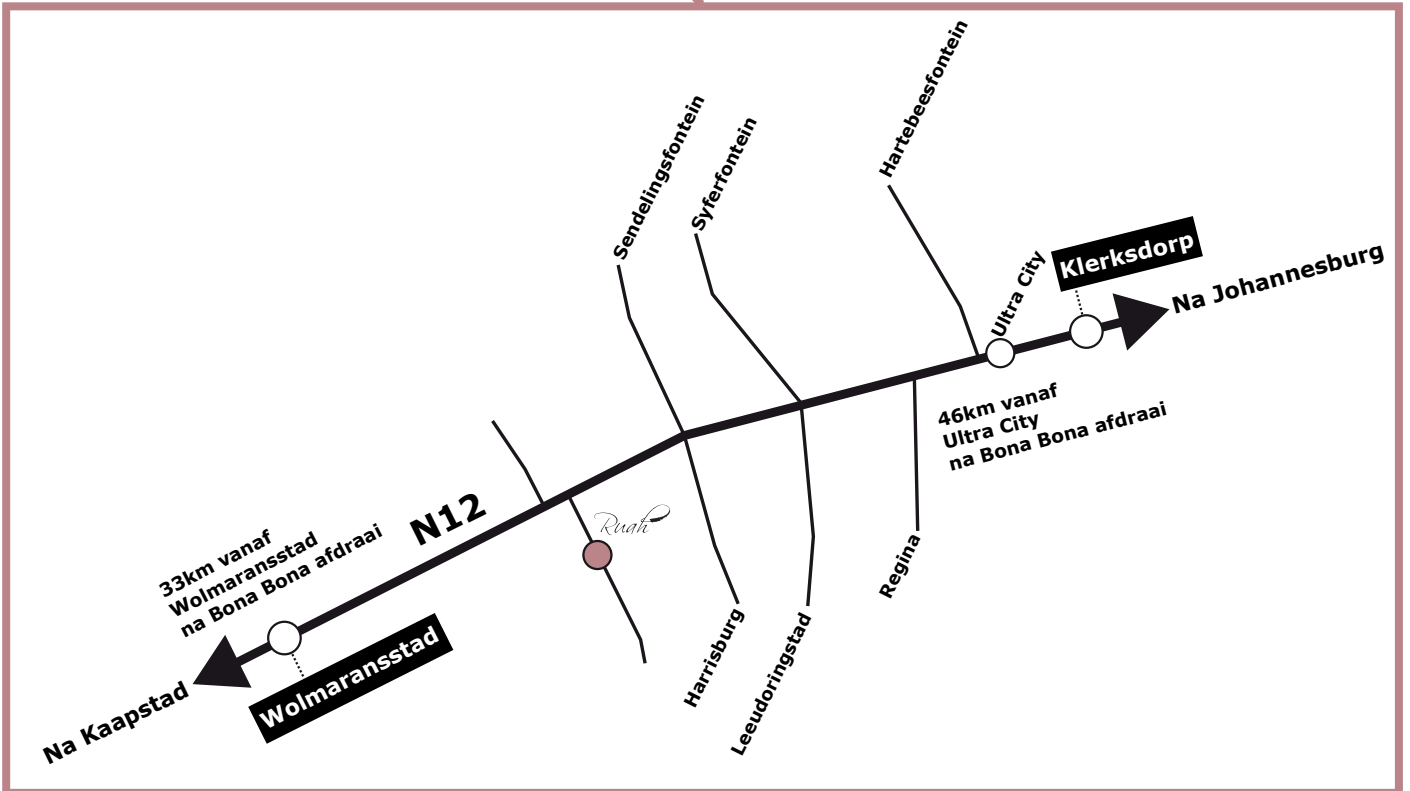 Hartebeesfontein
Sendelingsfontein
Syferfontein
Ultra City
Klerksdorp
Na Johannesburg
46km vanaf
Ultra City
na Bona Bona afdraai
N12
Ruah
33km vanaf
Wolmaransstad
na Bona Bona afdraai
Regina
Harrisburg
Leeudoringstad
Wolmaransstad
Na Kaapstad